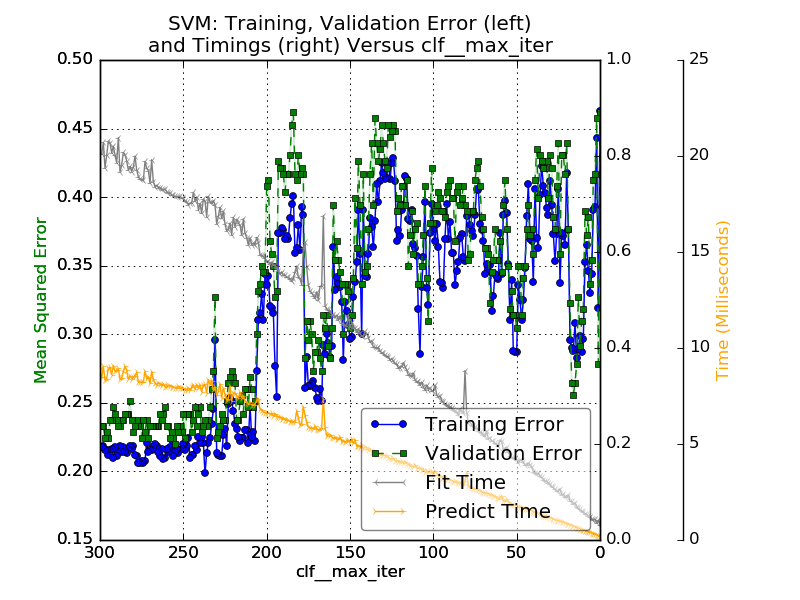 SVM: Training, Validation Error (left)
and Timings (right) Versus clf__max_iter
0.50
0.45
0.40
0.35
0.30
0.25
0.20
0.15
Mean Squared Error
1.0
0.8
0.6
0.4
0.2
0.0
25
20
15
10
5
0
Time (Milliseconds)
Training Error
Validation Error
Fit Time
Predict Time
300 250 200 150 100 50 0
clf__max_iter